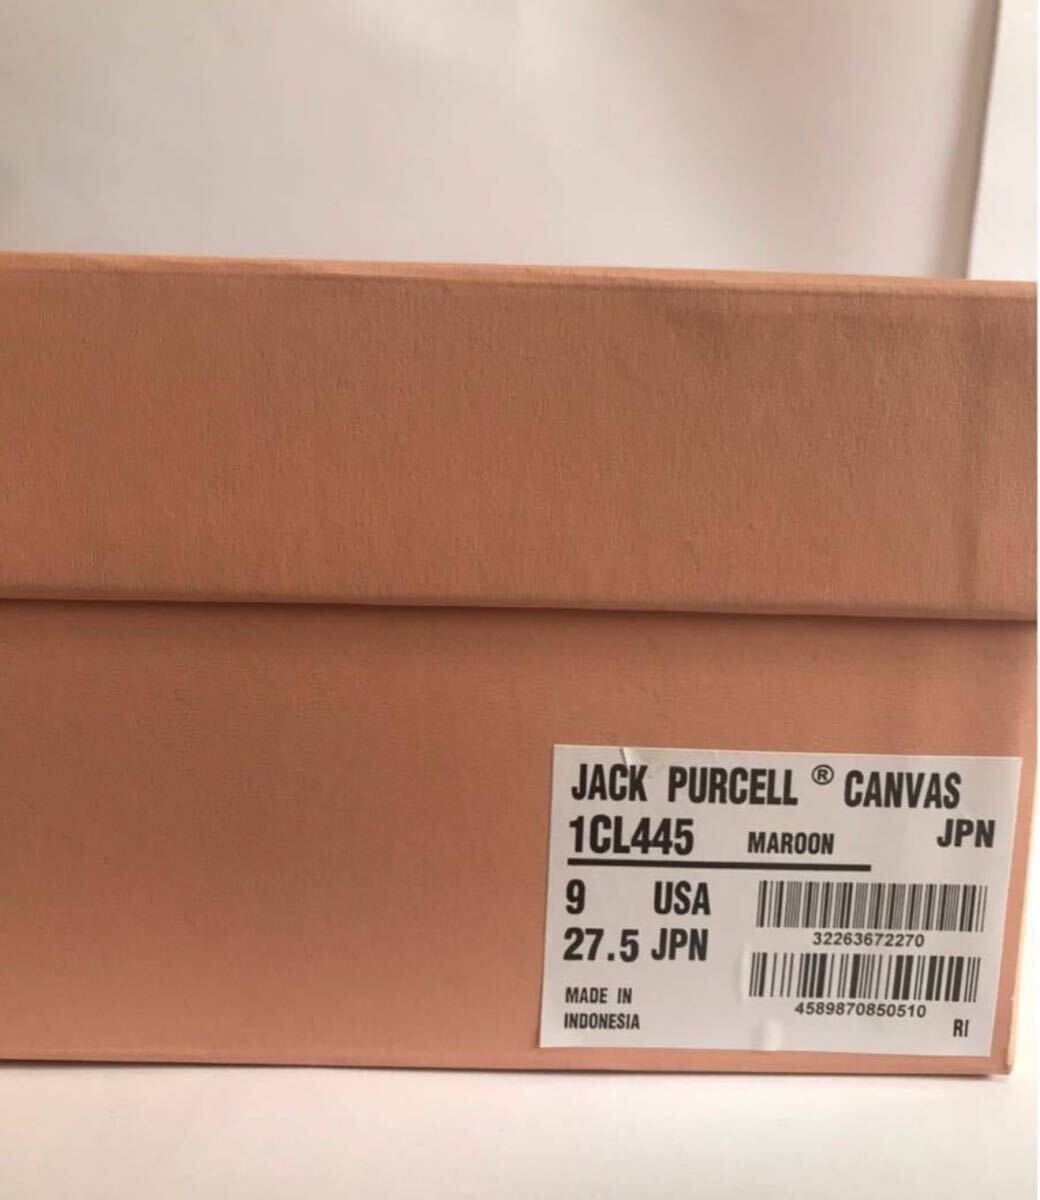 JACK PURCELL ® CANVAS
1CL445 MAROON JPN
9 USA
27.5 JPN
32263672270
4589870850510
MADE IN
INDONESIA
RI